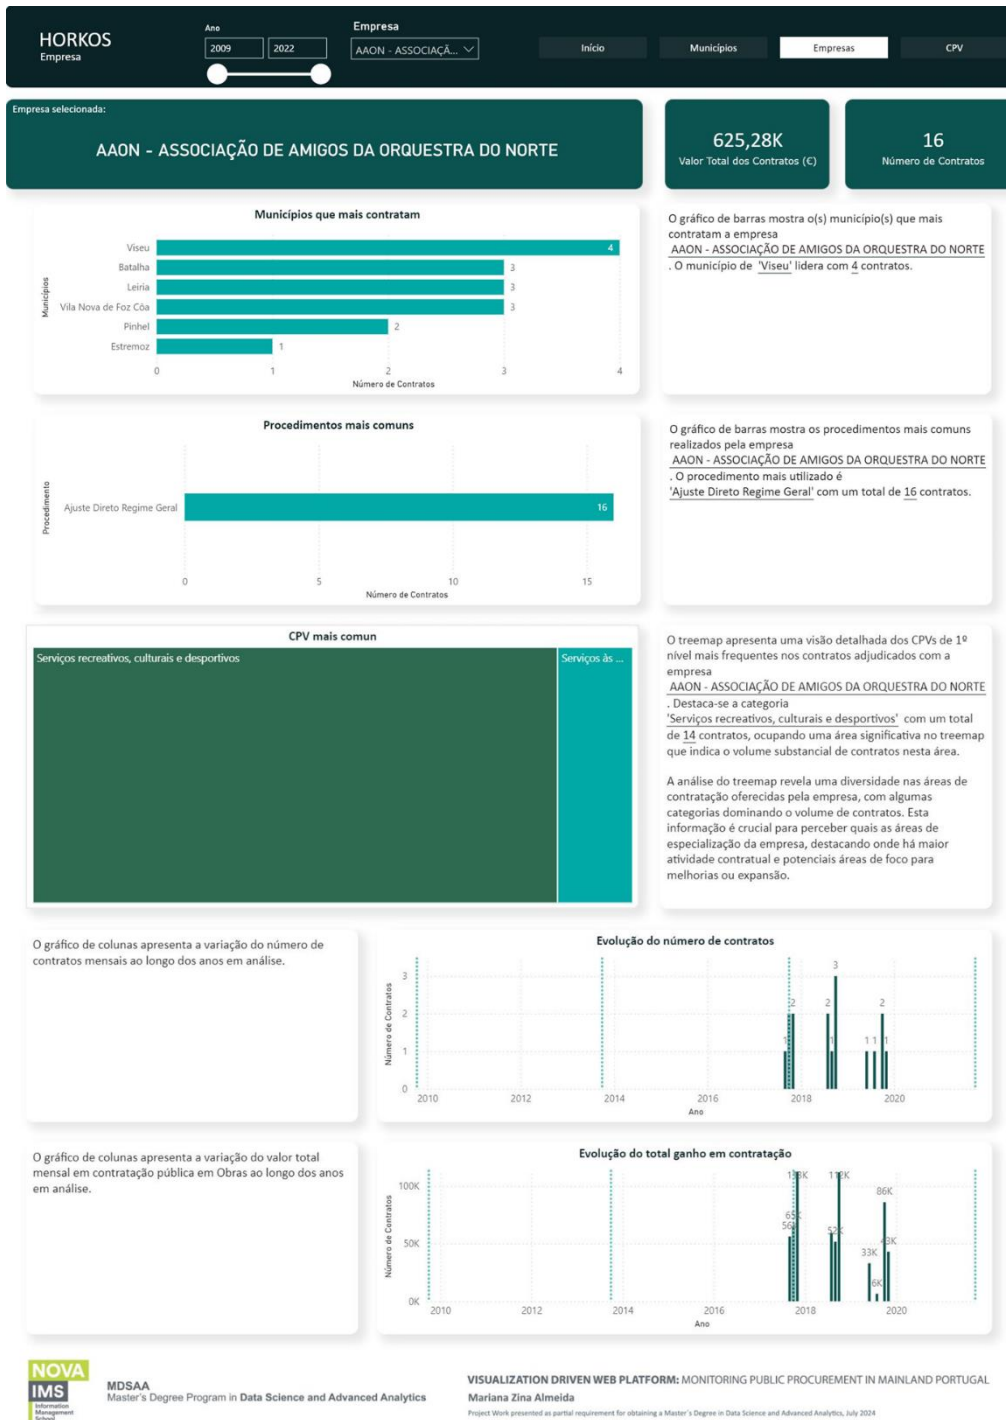 HORKOS
Empresa
Ano
2009
2022
Empresa
AAON - ASSOCIAÇÃ...
Início
Municípios
Empresas
CPV
Empresa selecionada:
AAON - ASSOCIAÇÃO DE AMIGOS DA ORQUESTRA DO NORTE
625,28K
Valor Total dos Contratos (€)
16
Número de Contratos
Municípios que mais contratam
Municípios
Viseu
4
Batalha
3
Leiria
3
Vila Nova de Foz Côa
3
Pinhel
2
Estremoz
1
0
1
2
3
4
Número de Contratos
O gráfico de barras mostra o(s) município(s) que mais
contratam a empresa
AAON - ASSOCIAÇÃO DE AMIGOS DA ORQUESTRA DO NORTE
. O município de 'Viseu' lidera com 4 contratos.
Procedimentos mais comuns
Procedimento
Ajuste Direto Regime Geral
16
0
5
10
15
Número de Contratos
O gráfico de barras mostra os procedimentos mais comuns
realizados pela empresa
AAON - ASSOCIAÇÃO DE AMIGOS DA ORQUESTRA DO NORTE
. O procedimento mais utilizado é
'Ajuste Direto Regime Geral' com um total de 16 contratos.
CPV mais comun
Serviços recreativos, culturais e desportivos
Serviços às ...
O treemap apresenta uma visão detalhada dos CPVs de 1º
nível mais frequentes nos contratos adjudicados com a
empresa
AAON - ASSOCIAÇÃO DE AMIGOS DA ORQUESTRA DO NORTE
. Destaca-se a categoria
'Serviços recreativos, culturais e desportivos' com um total
de 14 contratos, ocupando uma área significativa no treemap
que indica o volume substancial de contratos nesta área.
A análise do treemap revela uma diversidade nas áreas de
contratação oferecidas pela empresa, com algumas
categorias dominando o volume de contratos. Esta
informação é crucial para perceber quais as áreas de
especialização da empresa, destacando onde há maior
atividade contratual e potenciais áreas de foco para
melhorias ou expansão.
O gráfico de colunas apresenta a variação do número de
contratos mensais ao longo dos anos em análise.
Evolução do número de contratos
Número de Contratos
3
2
1
0
1
2
2
1
3
1
1
2
1
2010
2012
2014
2016
2018
2020
Ano
O gráfico de colunas apresenta a variação do valor total
mensal em contratação pública em Obras ao longo dos anos
em análise.
Evolução do total ganho em contratação
Número de Contratos
100K
50K
0K
65K
112K
52K
33K
6K
86K
43K
2010
2012
2014
2016
2018
2020
Ano
NOVA
IMS
Information
Management
School
MDSAA
Master's Degree Program in Data Science and Advanced Analytics
VISUALIZATION DRIVEN WEB PLATFORM: MONITORING PUBLIC PROCUREMENT IN MAINLAND PORTUGAL
Mariana Zina Almeida
Project Work presented as partial requirement for obtaining a Master's Degree in Data Science and Advanced Analytics, July 2024